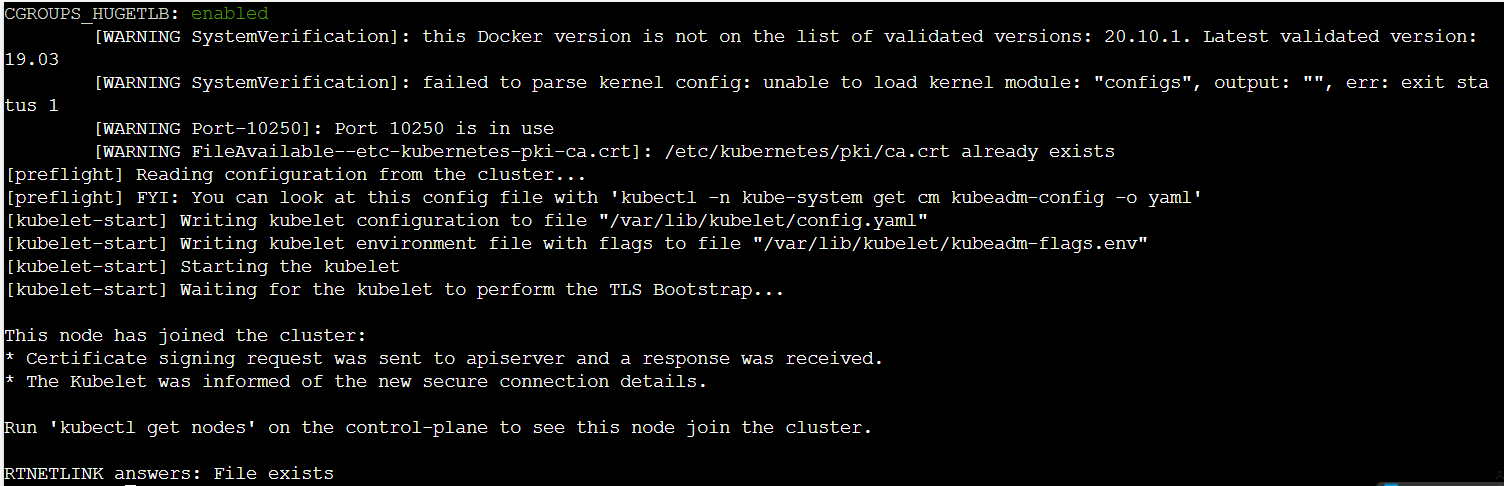 CGROUPS_HUGETLB: enabled
[WARNING SystemVerification]: this Docker version is not on the list of validated versions: 20.10.1. Latest validated version:
19.03
[WARNING SystemVerification]: failed to parse kernel config: unable to load kernel module: "configs", output: "", err: exit sta
tus 1
[WARNING Port-10250]: Port 10250 is in use
[WARNING FileAvailable--etc-kubernetes-pki-ca.crt]: /etc/kubernetes/pki/ca.crt already exists
[preflight] Reading configuration from the cluster...
[preflight] FYI: You can look at this config file with 'kubectl -n kube-system get cm kubeadm-config -o yaml'
[kubelet-start] Writing kubelet configuration to file "/var/lib/kubelet/config.yaml"
[kubelet-start] Writing kubelet environment file with flags to file "/var/lib/kubelet/kubeadm-flags.env"
[kubelet-start] Starting the kubelet
[kubelet-start] Waiting for the kubelet to perform the TLS Bootstrap...
This node has joined the cluster:
* Certificate signing request was sent to apiserver and a response was received.
* The Kubelet was informed of the new secure connection details.
Run 'kubectl get nodes' on the control-plane to see this node join the cluster.
RTNETLINK answers: File exists